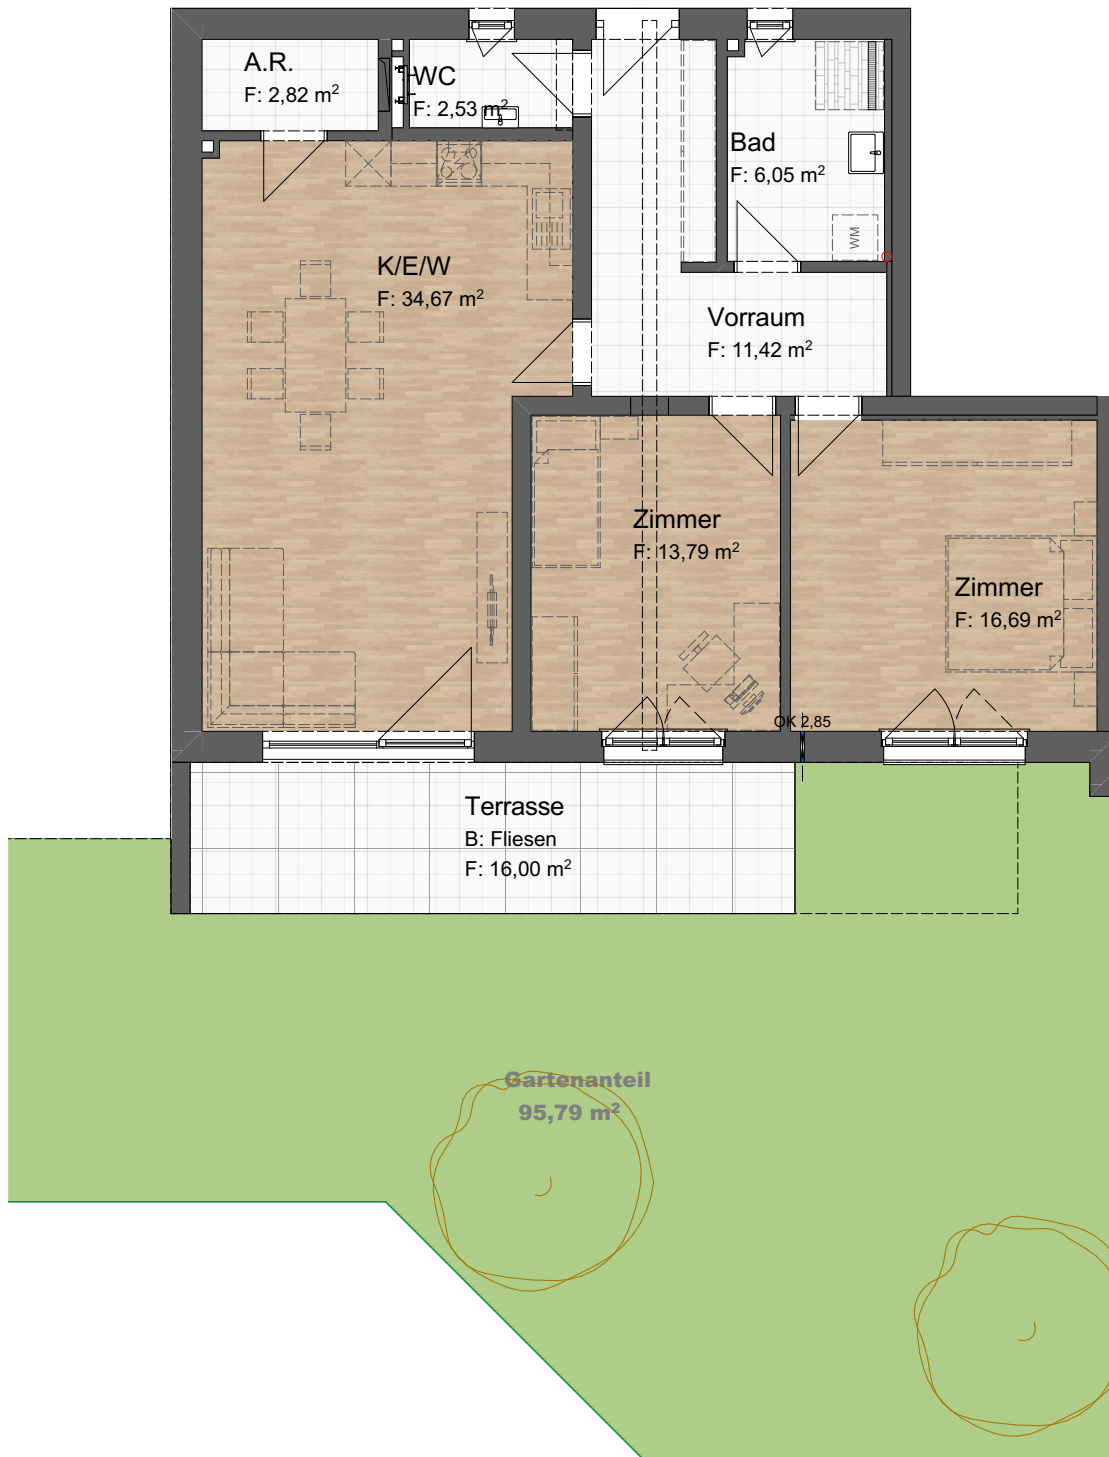 A.R.
F: 2,82 m²
WC
F: 2,53 m²
Bad
F: 6,05 m²
WM
K/E/W
F: 34,67 m²
Vorraum
F: 11,42 m²
Zimmer
F: 13,79 m²
Zimmer
F: 16,69 m²
OK 2,85
Terrasse
B: Fliesen
F: 16,00 m²
Gartenanteil
95,79 m²